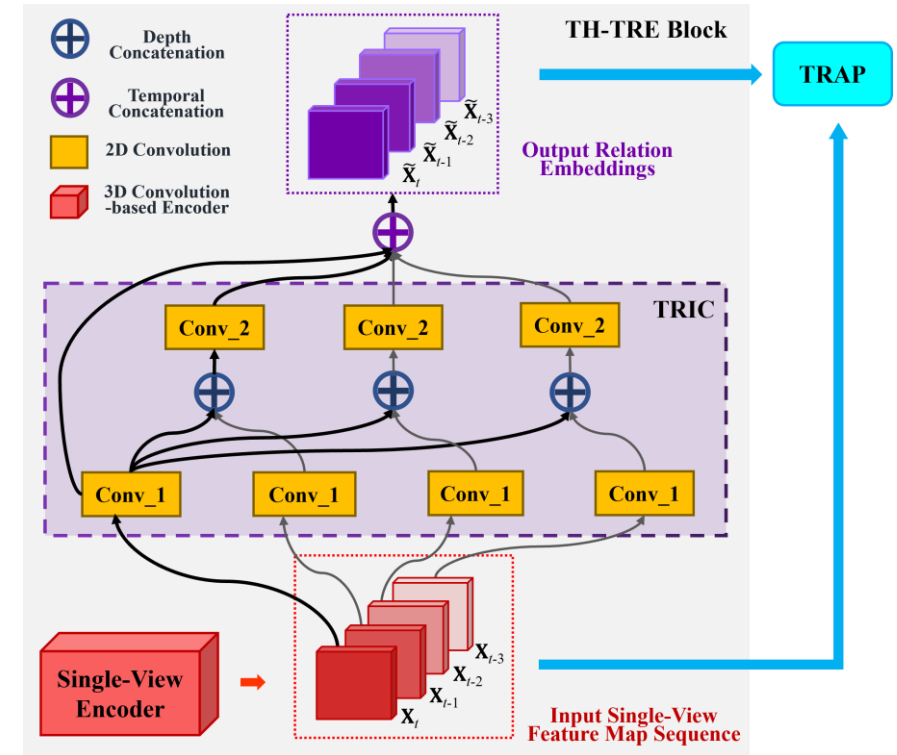 Depth
Concatenation
Temporal
Concatenation
2D Convolution
3D Convolution
-based Encoder
TH-TRE Block
TRAP
X̃t-3
X̃t-2
X̃t-1
X̃t
Output Relation
Embeddings
TRIC
Conv_2
Conv_2
Conv_2
Conv_1
Conv_1
Conv_1
Conv_1
Single-View
Encoder
Xt-3
Xt-2
Xt-1
Xt
Input Single-View
Feature Map Sequence